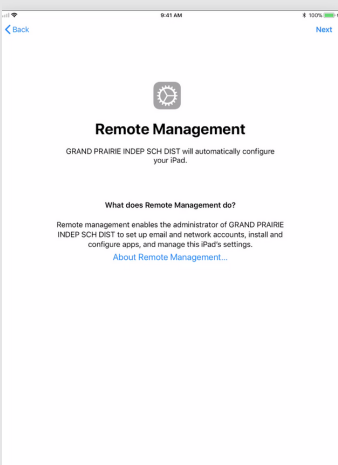 9:41 AM
100%
Back
Next
Remote Management
GRAND PRAIRIE INDEP SCH DIST will automatically configure
your iPad.
What does Remote Management do?
Remote management enables the administrator of GRAND PRAIRIE
INDEP SCH DIST to set up email and network accounts, install and
configure apps, and manage this iPad's settings.
About Remote Management...